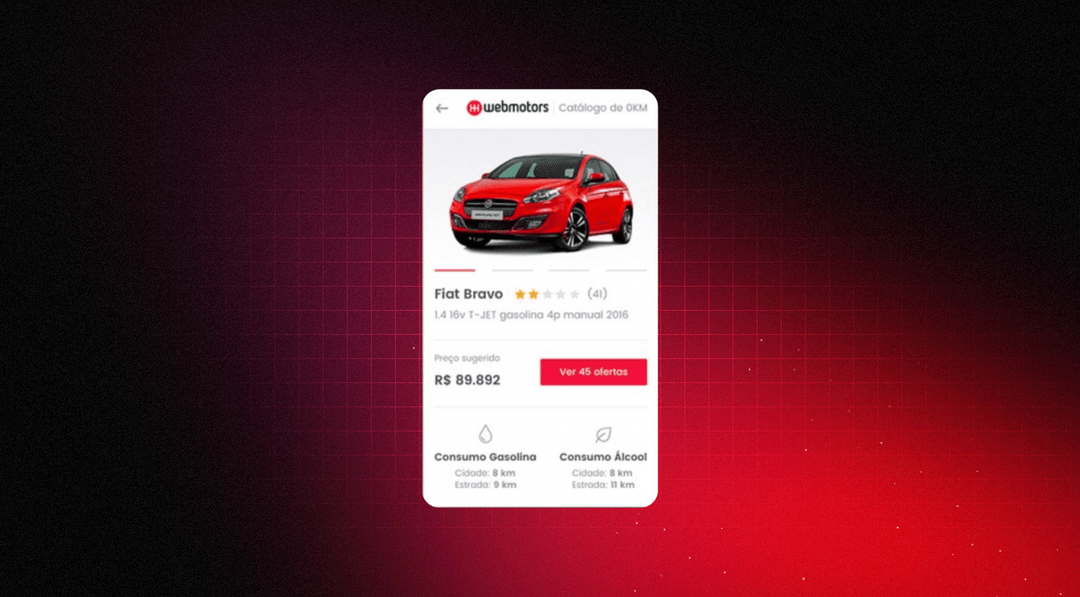 webmotors Catálogo de 0KM
BRAVO
Fiat Bravo (41)
1.4 16v T-JET gasolina 4p manual 2016
Preço sugerido
R$ 89.892
Ver 45 ofertas
Consumo Gasolina
Cidade: 8 km
Estrada: 9 km
Consumo Álcool
Cidade: 8 km
Estrada: 11 km